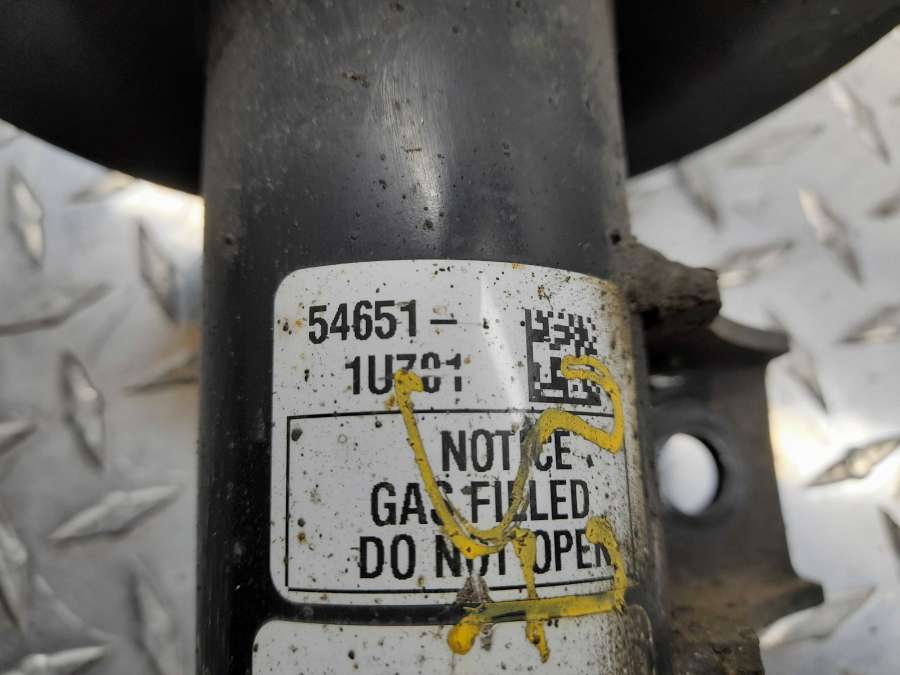 54651-
1U701
NOTICE
GAS FILLED
DO NOT OPEN